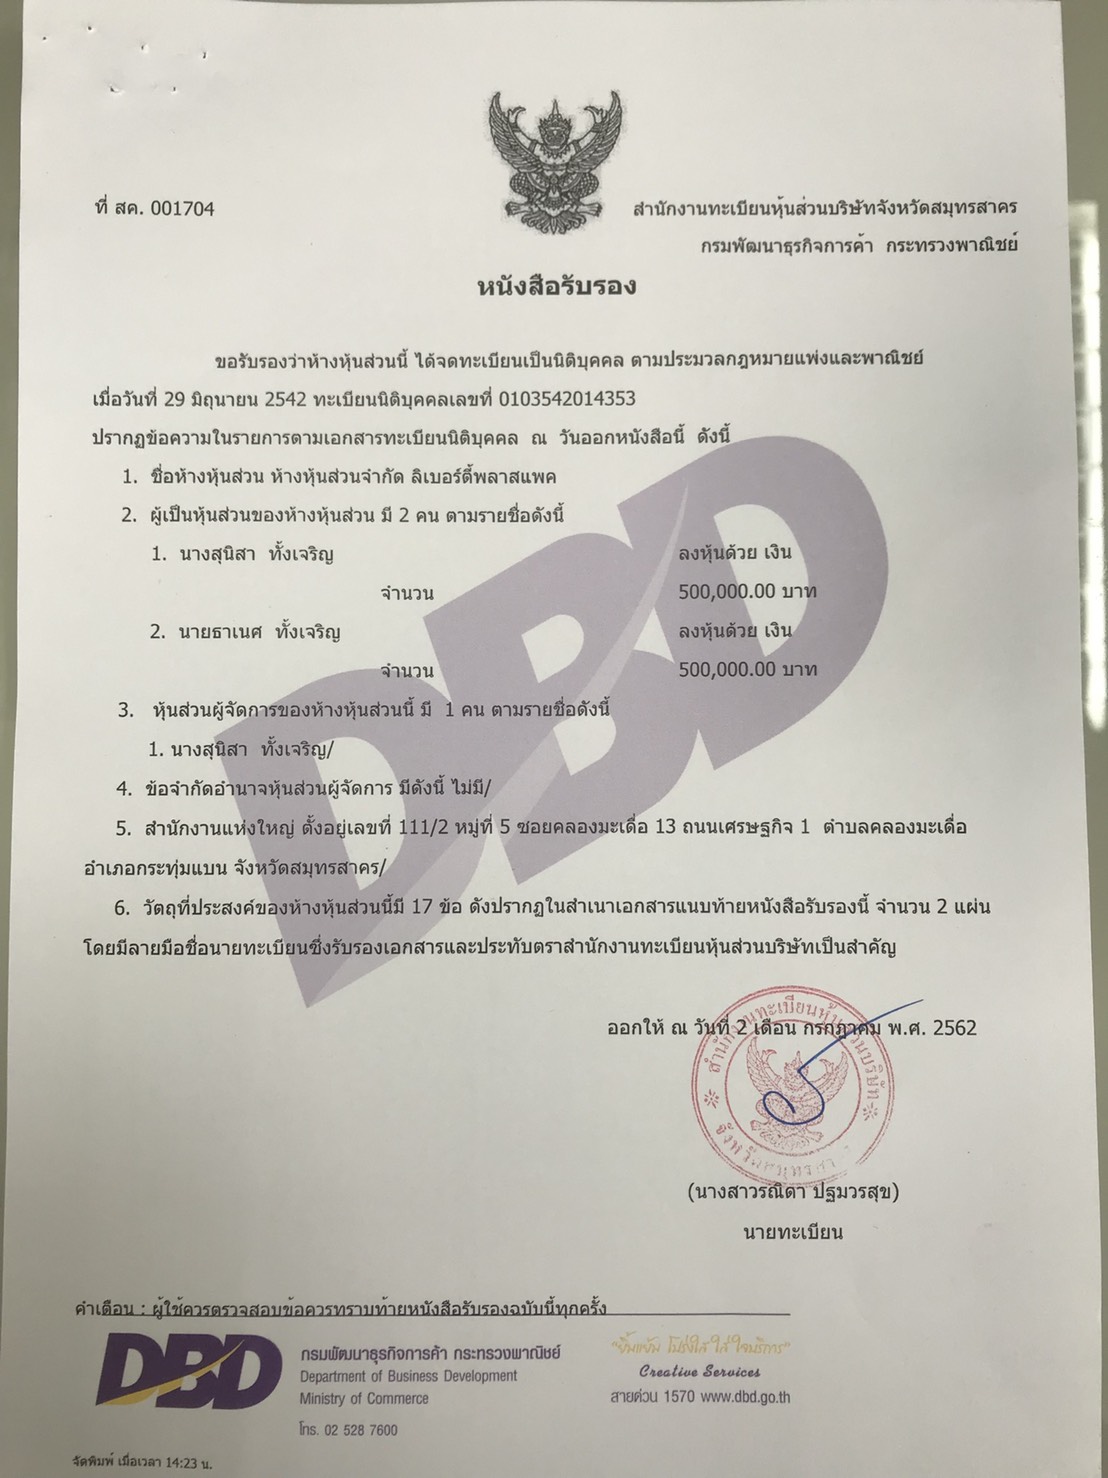 ที่ สค. 001704
สำนักงานทะเบียนหุ้นส่วนบริษัทจังหวัดสมุทรสาคร
กรมพัฒนาธุรกิจการค้า กระทรวงพาณิชย์
หนังสือรับรอง
ขอรับรองว่าห้างหุ้นส่วนนี้ ได้จดทะเบียนเป็นนิติบุคคล ตามประมวลกฎหมายแพ่งและพาณิชย์
เมื่อวันที่ 29 มิถุนายน 2542 ทะเบียนนิติบุคคลเลขที่ 0103542014353
ปรากฏข้อความในรายการตามเอกสารทะเบียนนิติบุคคล ณ วันออกหนังสือนี้ ดังนี้
1. ชื่อห้างหุ้นส่วน ห้างหุ้นส่วนจำกัด ลิเบอร์ตี้พลาสแพค
2. ผู้เป็นหุ้นส่วนของห้างหุ้นส่วน มี 2 คน ตามรายชื่อดังนี้
1. นางสุนิสา ทั้งเจริญ ลงหุ้นด้วย เงิน
จำนวน 500,000.00 บาท
2. นายธาเนศ ทั้งเจริญ ลงหุ้นด้วย เงิน
จำนวน 500,000.00 บาท
3. หุ้นส่วนผู้จัดการของห้างหุ้นส่วนนี้ มี 1 คน ตามรายชื่อดังนี้
1. นางสุนิสา ทั้งเจริญ/
4. ข้อจำกัดอำนาจหุ้นส่วนผู้จัดการ มีดังนี้ ไม่มี/
5. สำนักงานแห่งใหญ่ ตั้งอยู่เลขที่ 111/2 หมู่ที่ 5 ซอยคลองมะเดื่อ 13 ถนนเศรษฐกิจ 1 ตำบลคลองมะเดื่อ
อำเภอกระทุ่มแบน จังหวัดสมุทรสาคร/
6. วัตถุที่ประสงค์ของห้างหุ้นส่วนนี้มี 17 ข้อ ดังปรากฏในสำเนาเอกสารแนบท้ายหนังสือรับรองนี้ จำนวน 2 แผ่น
โดยมีลายมือชื่อนายทะเบียนซึ่งรับรองเอกสารและประทับตราสำนักงานทะเบียนหุ้นส่วนบริษัทเป็นสำคัญ
DBD
ออกให้ ณ วันที่ 2 เดือน กรกฎาคม พ.ศ. 2562
สำนักงานทะเบียนหุ้นส่วนบริษัท
จังหวัดสมุทรสา
(นางสาวรณิดา ปฐมวรสุข)
นายทะเบียน
คำเตือน : ผู้ใช้ควรตรวจสอบข้อควรทราบท้ายหนังสือรับรองฉบับนี้ทุกครั้ง
DBD
กรมพัฒนาธุรกิจการค้า กระทรวงพาณิชย์
Department of Business Development
Ministry of Commerce
โทร. 02 528 7600
"ยิ้มแย้ม โปร่งใส ใส่ใจบริการ"
Creative Services
สายด่วน 1570 www.dbd.go.th
จัดพิมพ์ เมื่อเวลา 14:23 น.